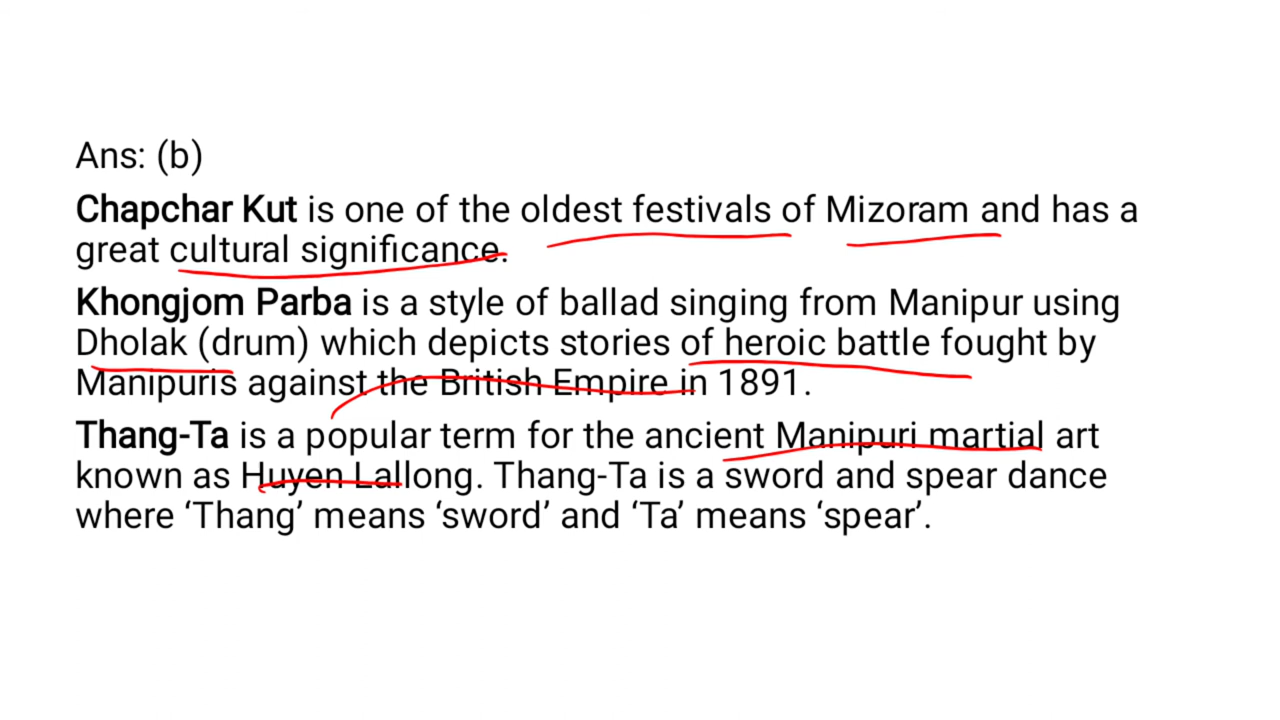 Ans: (b)
Chapchar Kut is one of the oldest festivals of Mizoram and has a
great cultural significance.
Khongjom Parba is a style of ballad singing from Manipur using
Dholak (drum) which depicts stories of heroic battle fought by
Manipuris against the British Empire in 1891.
Thang-Ta is a popular term for the ancient Manipuri martial art
known as Huyen Lallong. Thang-Ta is a sword and spear dance
where ‘Thang’ means ‘sword’ and ‘Ta’ means ‘spear’.